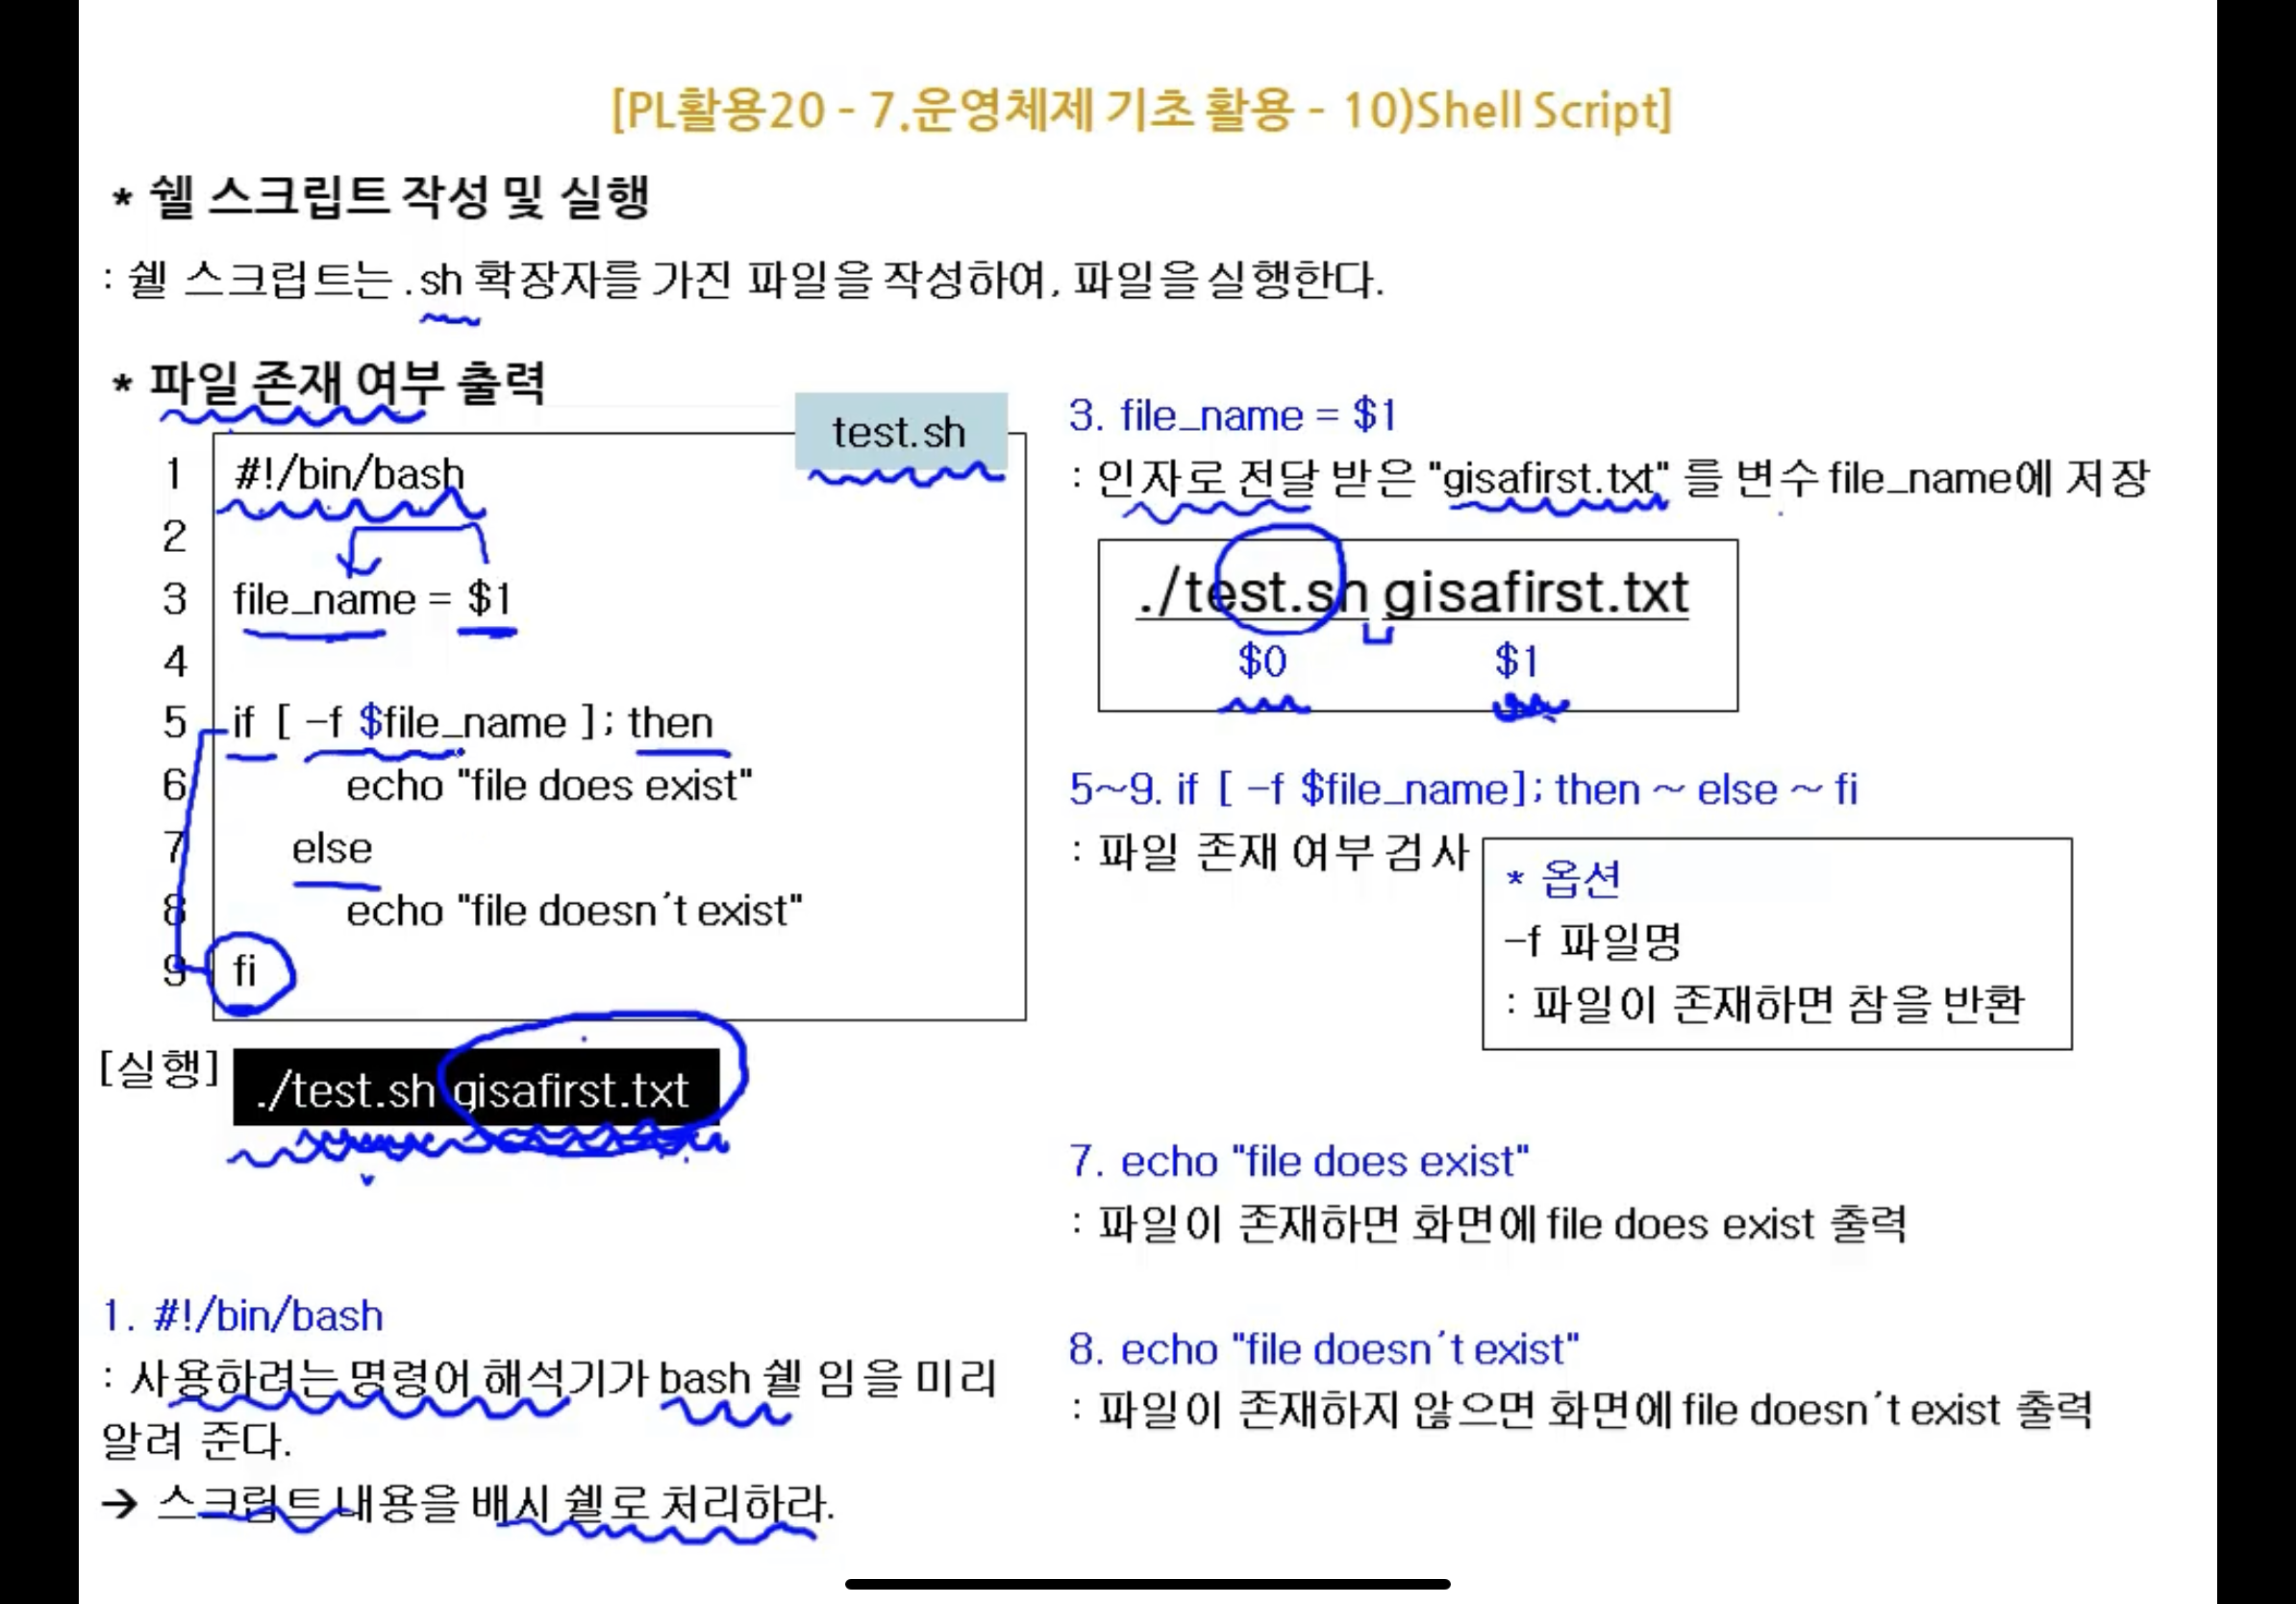 [PL활용20 - 7.운영체제 기초 활용 - 10)Shell Script]
* 쉘 스크립트 작성 및 실행
: 쉘 스크립트는 .sh 확장자를 가진 파일을 작성하여, 파일을 실행한다.
* 파일 존재 여부 출력
test.sh
1 #!/bin/bash
2
3 file_name = $1
4
5 if [ -f $file_name ]; then
6 echo "file does exist"
7 else
8 echo "file doesn´t exist"
9 fi
[실행] ./test.sh gisafirst.txt
1. #!/bin/bash
: 사용하려는 명령어 해석기가 bash 쉘 임을 미리
알려 준다.
→ 스크립트 내용을 배시 쉘로 처리하라.
3. file_name = $1
: 인자로 전달 받은 "gisafirst.txt" 를 변수 file_name에 저장
./test.sh gisafirst.txt
$0 $1
5~9. if [ -f $file_name]; then ~ else ~ fi
: 파일 존재 여부 검사
* 옵션
-f 파일명
: 파일이 존재하면 참을 반환
7. echo "file does exist"
: 파일이 존재하면 화면에 file does exist 출력
8. echo "file doesn´t exist"
: 파일이 존재하지 않으면 화면에 file doesn´t exist 출력